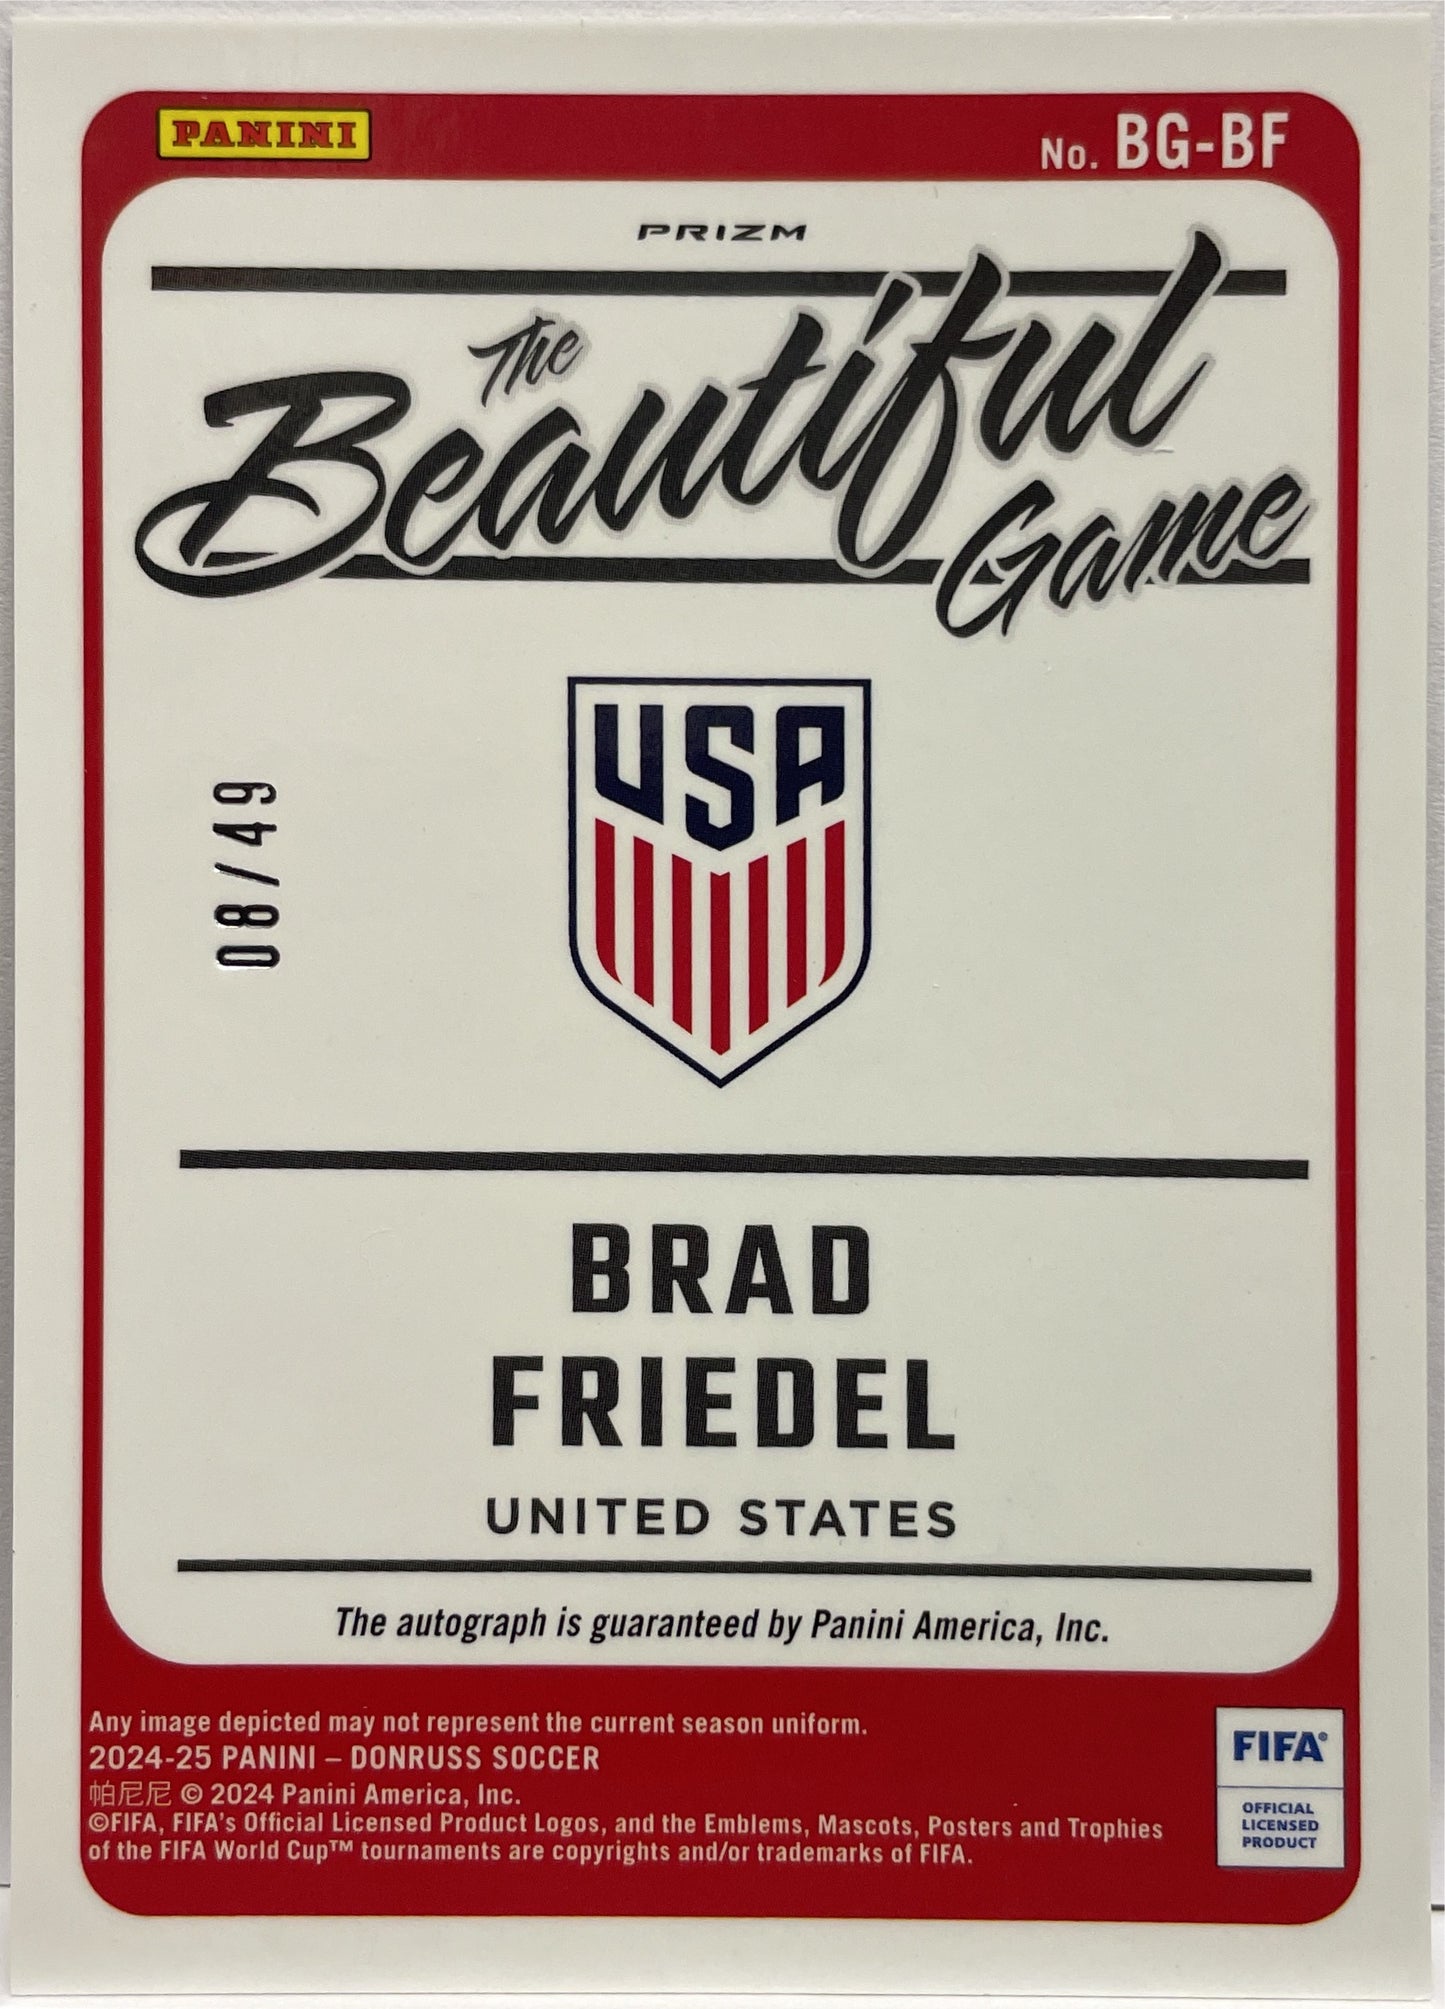 PANINI
No. BG-BF
PRIZM
The
Beautiful
Game
USA
08/49
BRAD
FRIEDEL
UNITED STATES
The autograph is guaranteed by Panini America, Inc.
Any image depicted may not represent the current season uniform.
2024-25 PANINI – DONRUSS SOCCER
帕尼尼 © 2024 Panini America, Inc.
©FIFA, FIFA's Official Licensed Product Logos, and the Emblems, Mascots, Posters and Trophies
of the FIFA World Cup™ tournaments are copyrights and/or trademarks of FIFA.
FIFA®
OFFICIAL
LICENSED
PRODUCT